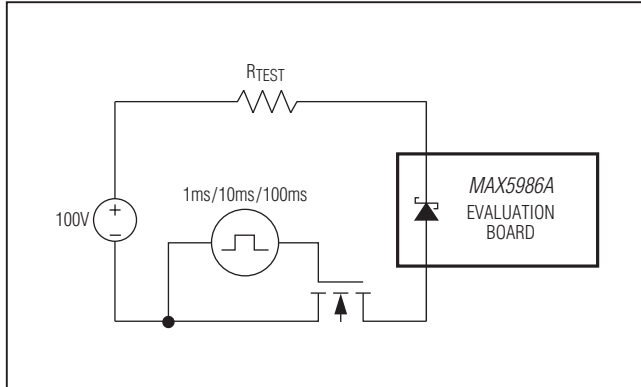 RTEST
1ms/10ms/100ms
100V
+
–
MAX5986A
EVALUATION
BOARD